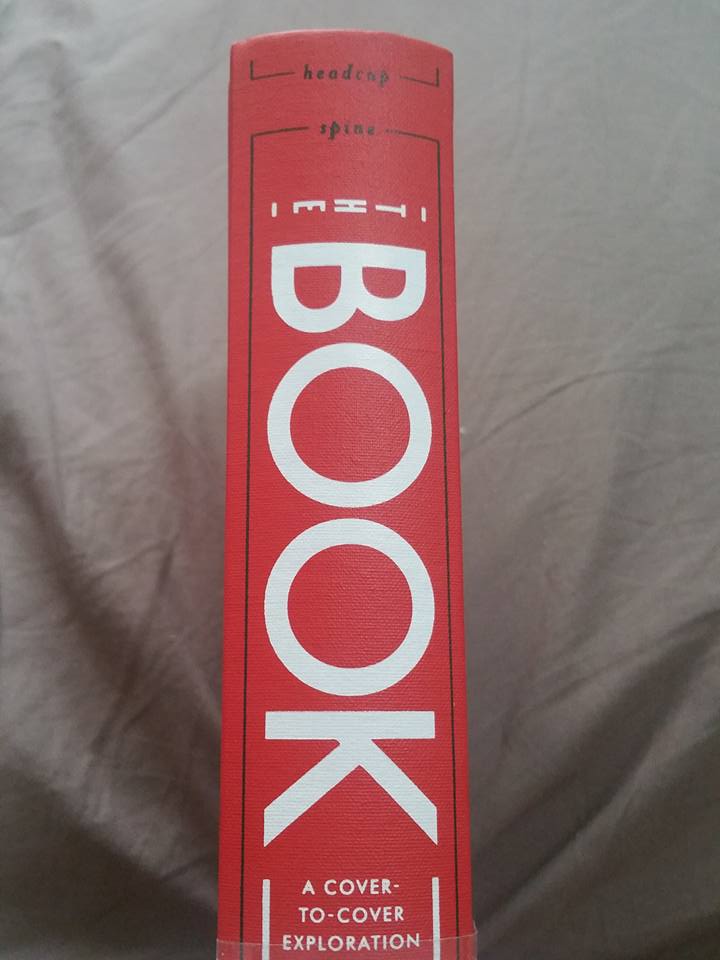 headcap
spine
THE
BOOK
A COVER-
TO-COVER
EXPLORATION